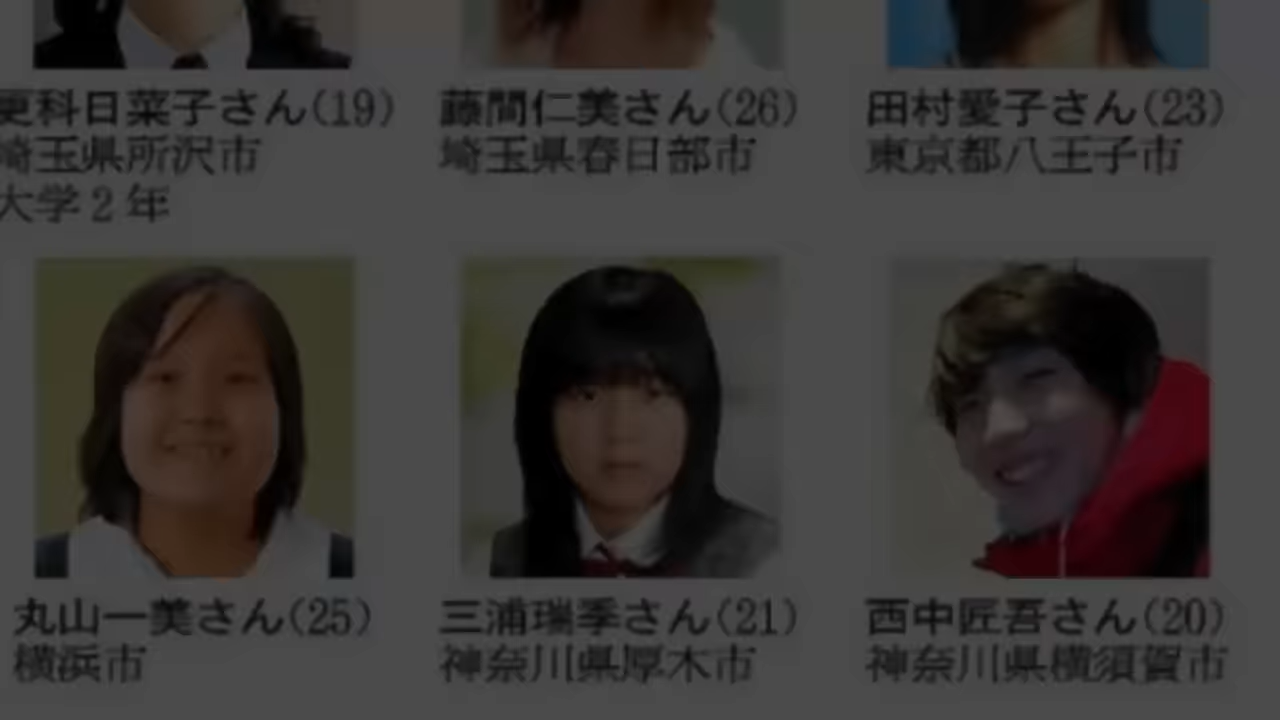 更科日菜子さん(19)
埼玉県所沢市
大学2年
藤間仁美さん(26)
埼玉県春日部市
田村愛子さん(23)
東京都八王子市
丸山一美さん(25)
横浜市
三浦瑞季さん(21)
神奈川県厚木市
西中匠吾さん(20)
神奈川県横須賀市